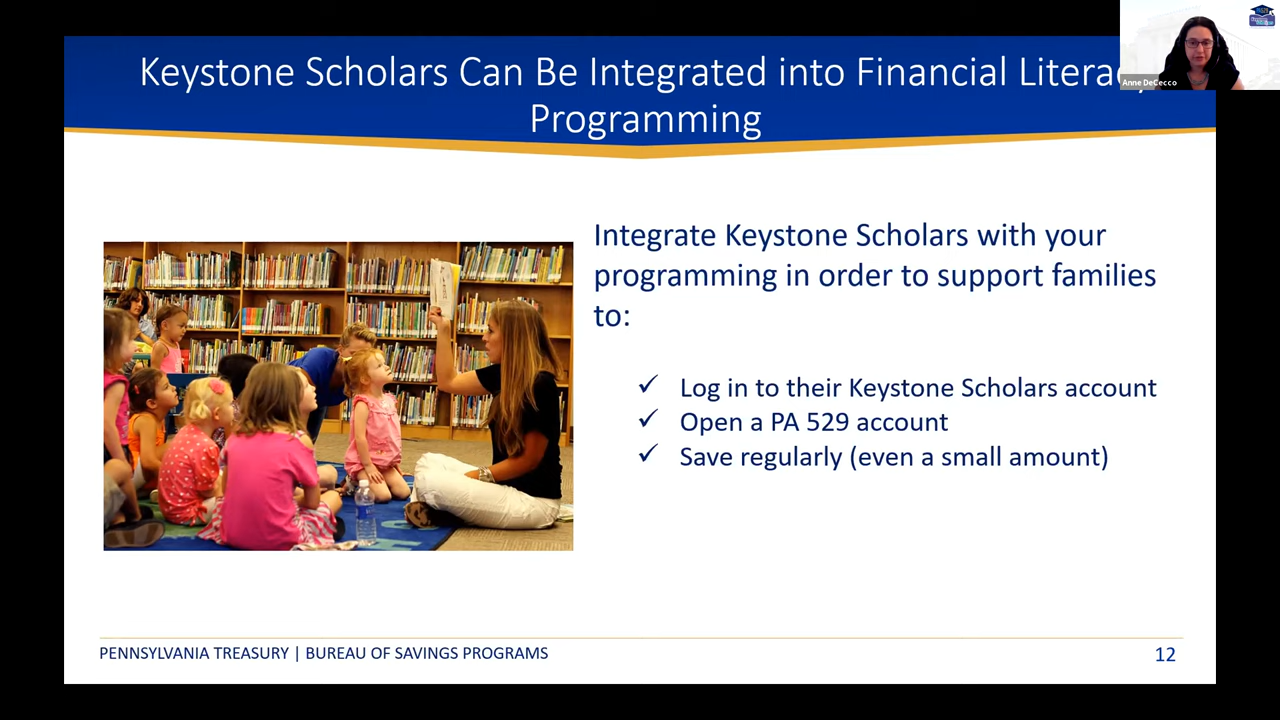 Keystone Scholars Can Be Integrated into Financial Litera
Programming
Anne DeCecco
Integrate Keystone Scholars with your
programming in order to support families
to:
✓ Log in to their Keystone Scholars account
✓ Open a PA 529 account
✓ Save regularly (even a small amount)
PENNSYLVANIA TREASURY | BUREAU OF SAVINGS PROGRAMS
12